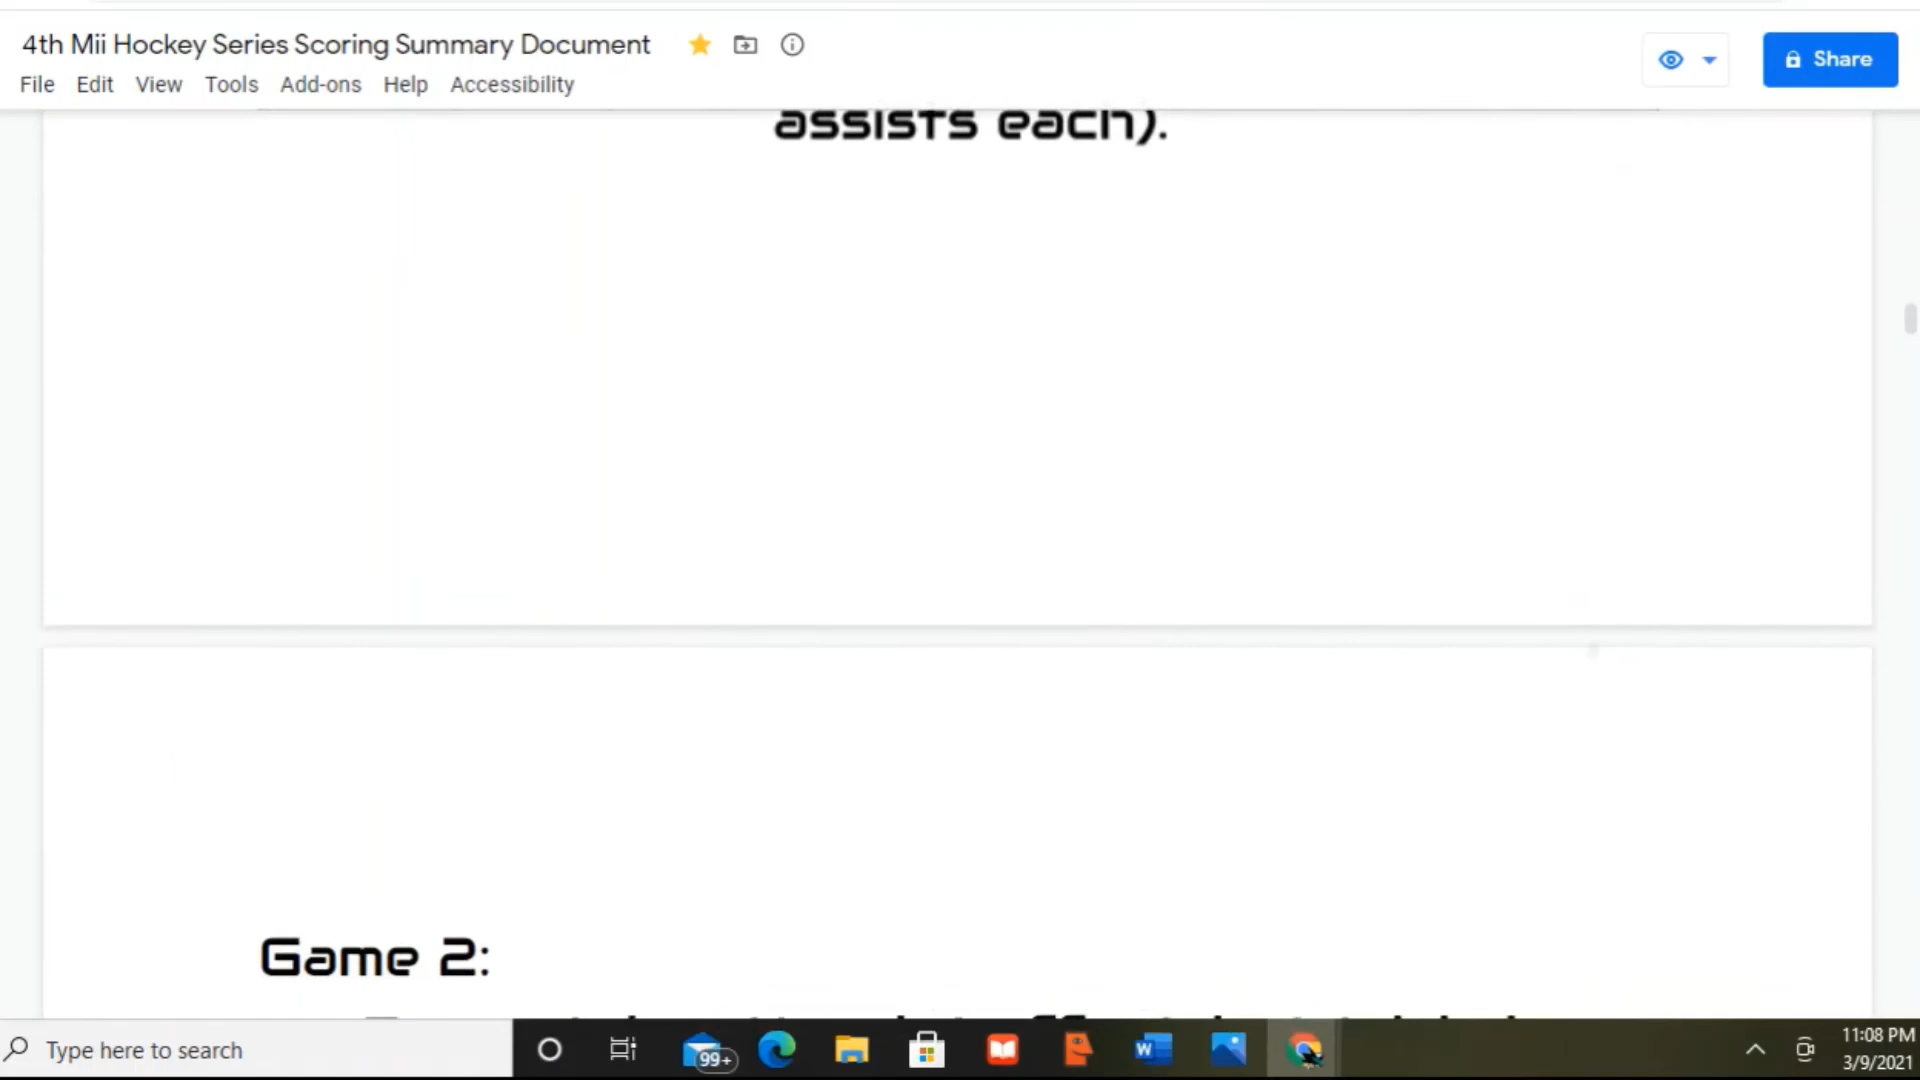 4th Mii Hockey Series Scoring Summary Document
Share
File Edit View Tools Add-ons Help Accessibility
assists each).
Game 2:
Type here to search
99+
11:08 PM
3/9/2021